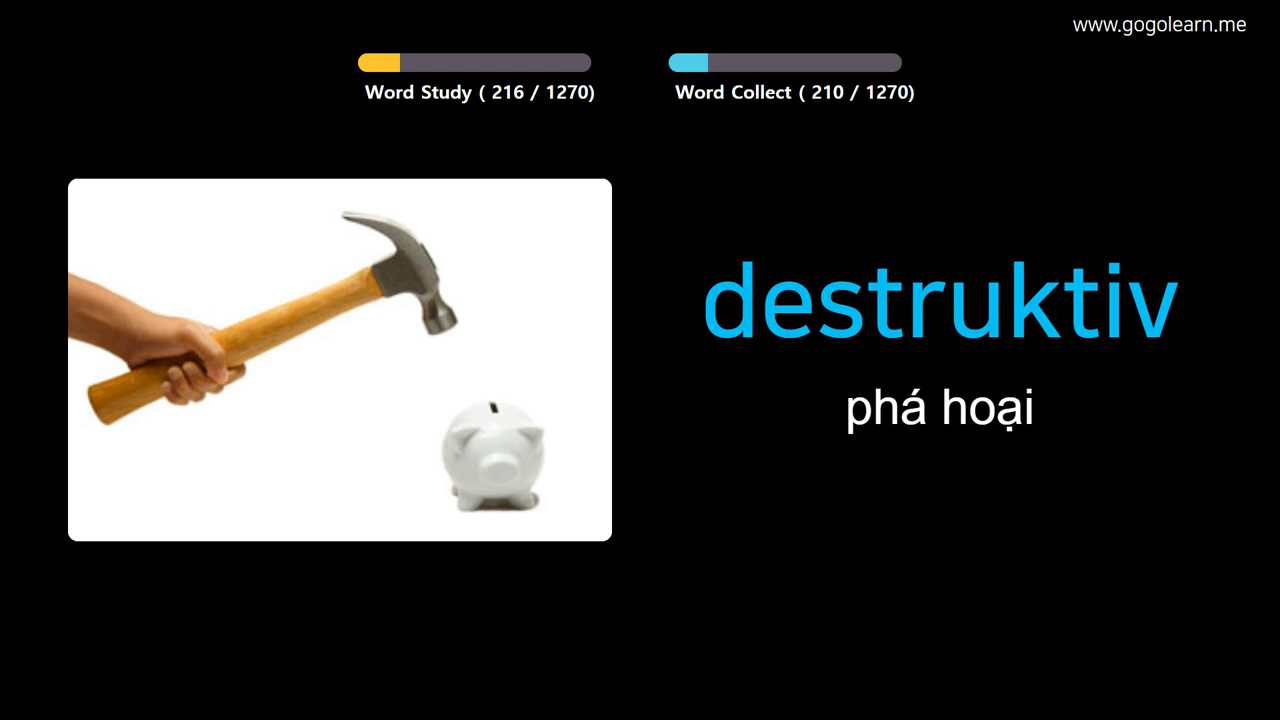 www.gogolearn.me
Word Study ( 216 / 1270)
Word Collect ( 210 / 1270)
destruktiv
phá hoại